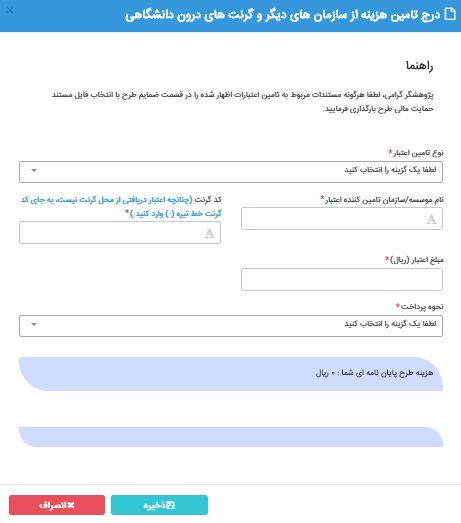 درج تامین هزینه از سازمان های دیگر و گرنت های درون دانشگاهی
راهنما
پژوهشگر گرامی، لطفا هرگونه مستندات مربوط به تامین اعتبارات اظهار شده را در قسمت ضمایم طرح با انتخاب فایل مستند
حمایت مالی طرح بارگذاری فرمایید.
نوع تامین اعتبار*
لطفا یک گزینه را انتخاب کنید
نام موسسه/سازمان تامین کننده اعتبار*
کد گرنت (چنانچه اعتبار دریافتی از محل گرنت نیست، به جای کد
گرنت خط تیره (-) وارد کنید.)*
مبلغ اعتبار (ریال)*
نحوه پرداخت*
لطفا یک گزینه را انتخاب کنید
هزینه طرح پایان نامه ای شما : ۰ ریال
ذخیره
انصراف